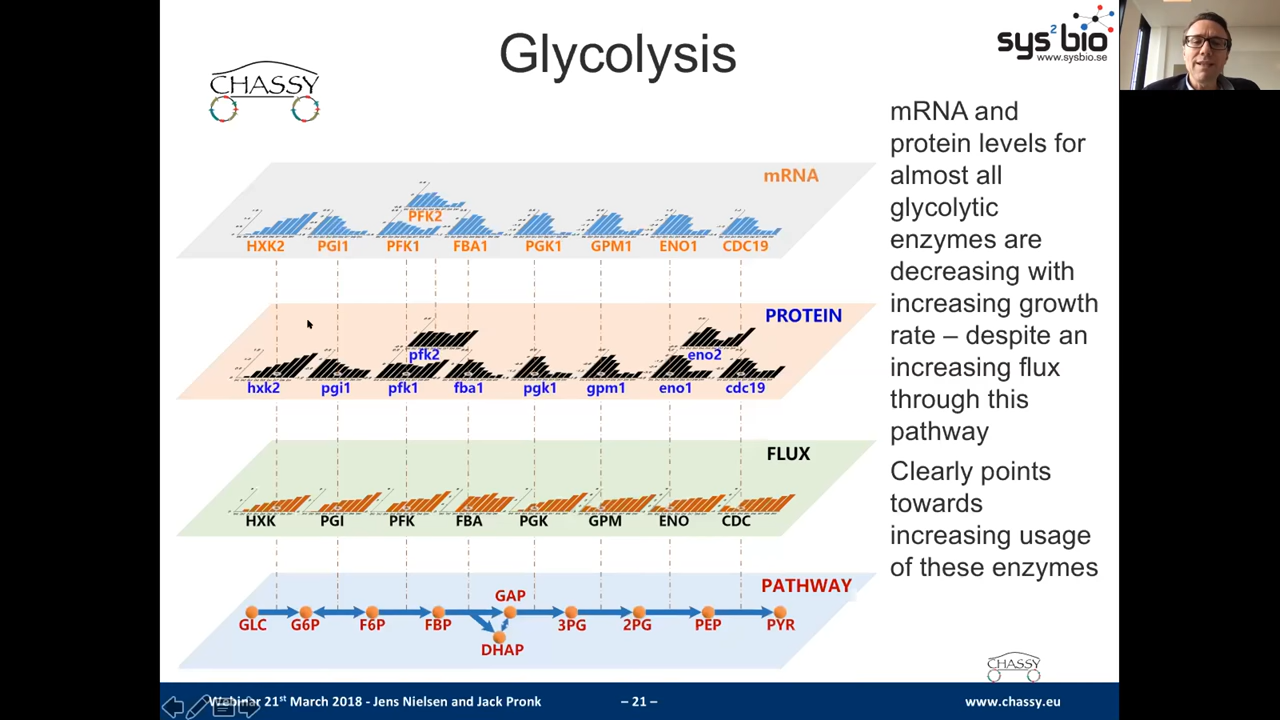 Glycolysis
CHASSY
sys2bio
www.sysbio.se
mRNA and
protein levels for
almost all
glycolytic
enzymes are
decreasing with
increasing growth
rate – despite an
increasing flux
through this
pathway
Clearly points
towards
increasing usage
of these enzymes
mRNA
PFK2
HXK2 PGI1 PFK1 FBA1 PGK1 GPM1 ENO1 CDC19
PROTEIN
pfk2 eno2
hxk2 pgi1 pfk1 fba1 pgk1 gpm1 eno1 cdc19
FLUX
HXK PGI PFK FBA PGK GPM ENO CDC
PATHWAY
GAP
GLC G6P F6P FBP 3PG 2PG PEP PYR
DHAP
CHASSY
Webinar 21st March 2018 - Jens Nielsen and Jack Pronk – 21 – www.chassy.eu